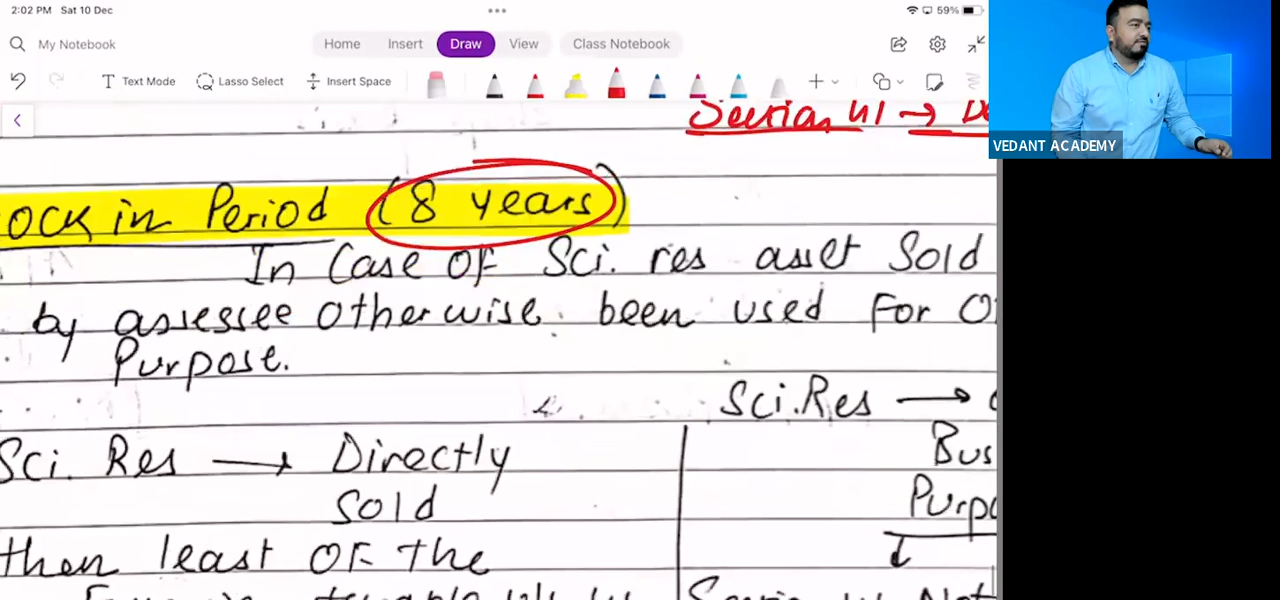 2:02 PM Sat 10 Dec
59%
My Notebook
Home Insert Draw View Class Notebook
Text Mode Lasso Select Insert Space
Section 41 →
VEDANT ACADEMY
ock in Period (8 years)
In Case OF Sci. res asset Sold
by assessee otherwise been used For
Purpose.
Sci.Res →
Sci. Res → Directly
Sold
Bus
Purpo
then least OF The